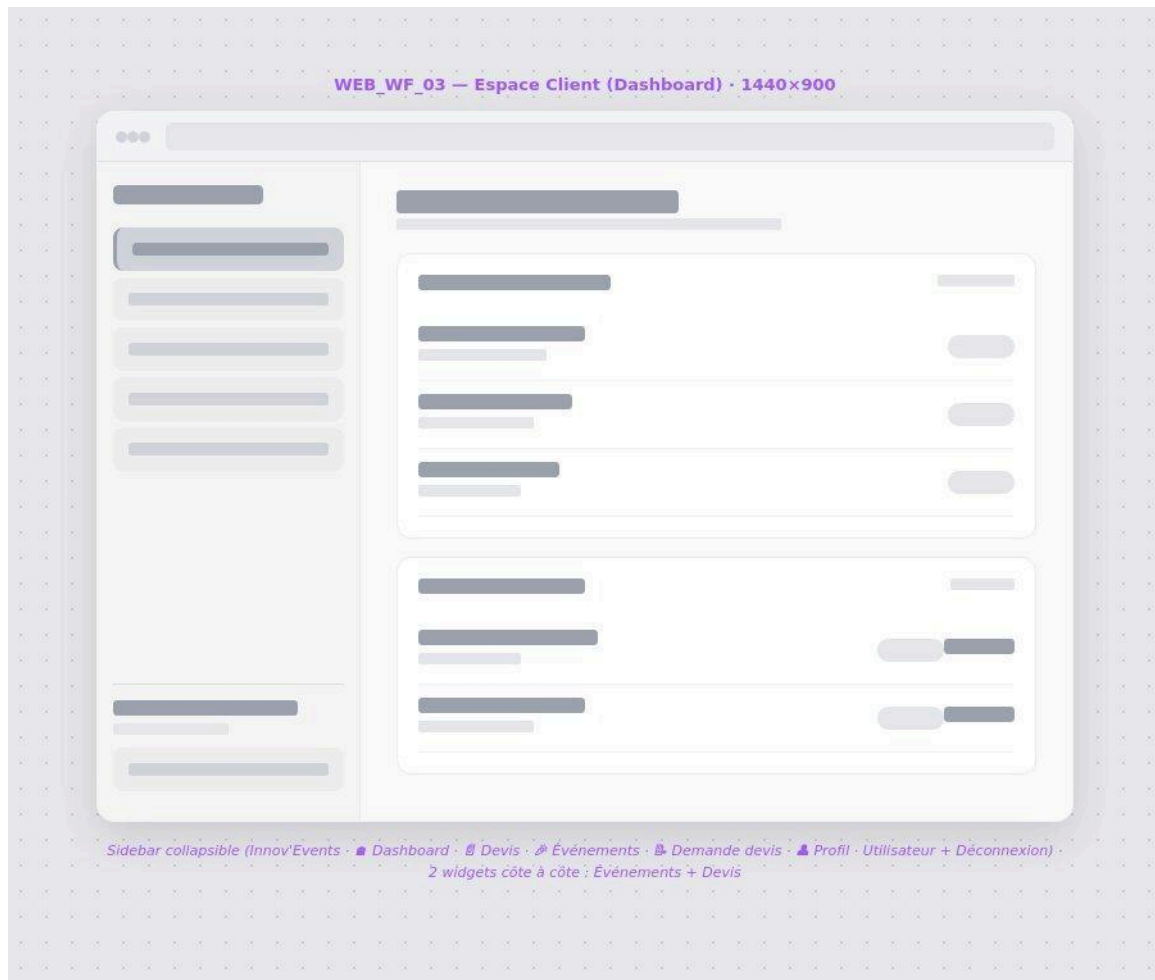 WEB_WF_03 — Espace Client (Dashboard) · 1440×900
Sidebar collapsible (Innov'Events · 🏠 Dashboard · 📄 Devis · 🎉 Événements · 📝 Demande devis · 👤 Profil · Utilisateur + Déconnexion) ·
2 widgets côte à côte : Événements + Devis